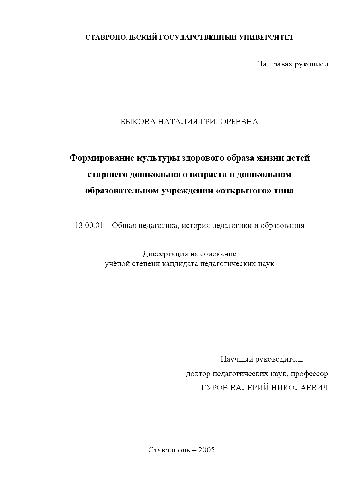 СТАВРОПОЛЬСКИЙ ГОСУДАРСТВЕННЫЙ УНИВЕРСИТЕТ
На правах рукописи
БЫКОВА НАТАЛИЯ ГРИГОРЬЕВНА
Формирование культуры здорового образа жизни детей
старшего дошкольного возраста в дошкольном
образовательном учреждении «открытого» типа
13.00.01 – Общая педагогика, история педагогики и образования
Диссертация на соискание
учёной степени кандидата педагогических наук
Научный руководитель
доктор педагогических наук, профессор
ГУРОВ ВАЛЕРИЙ НИКОЛАЕВИЧ
Ставрополь – 2005